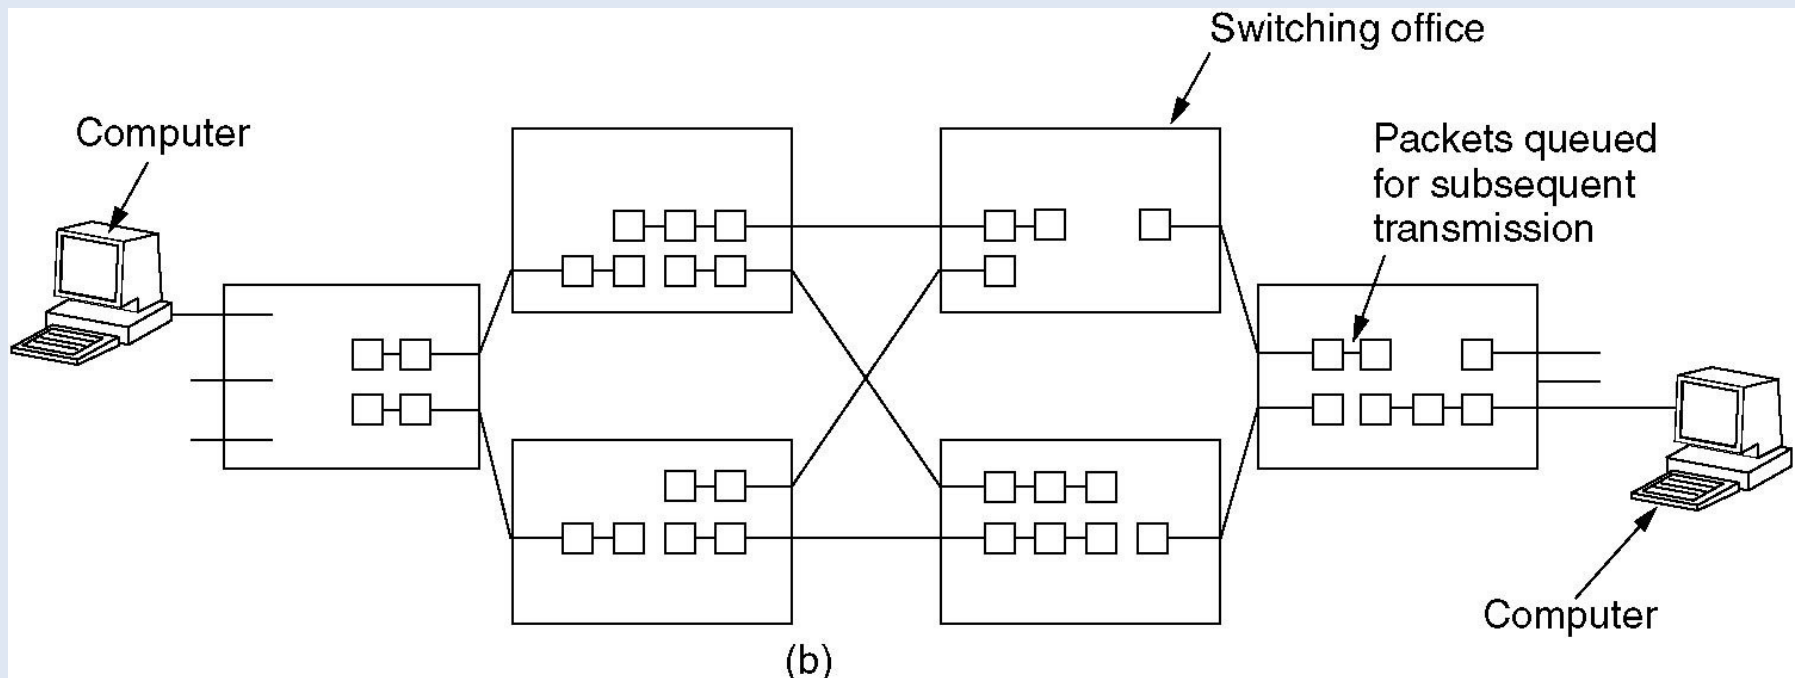 Switching office
Computer
Packets queued
for subsequent
transmission
Computer
(b)